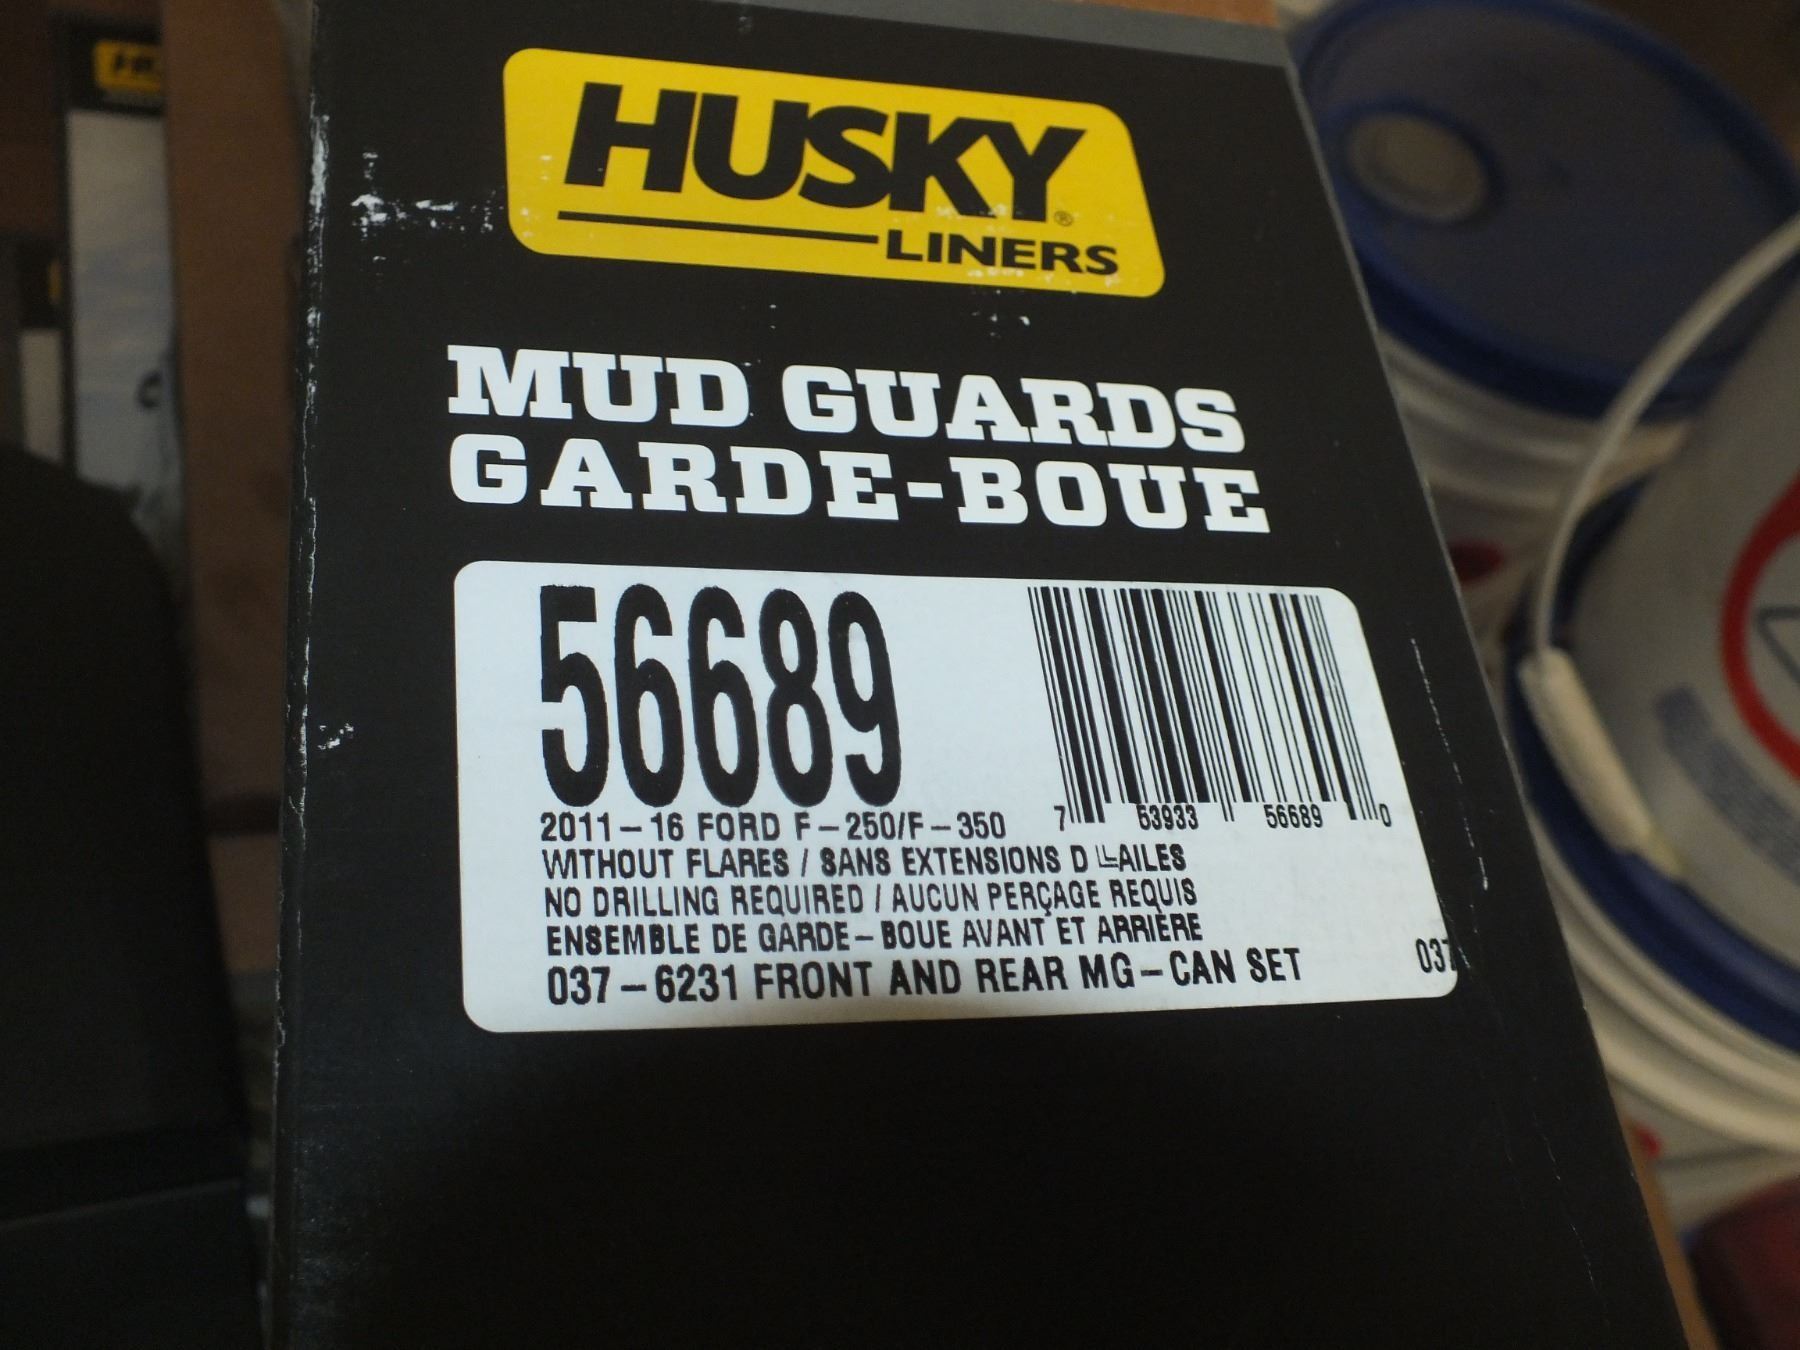 HUSKY®
LINERS
MUD GUARDS
GARDE-BOUE
56689
7 53933 56689 0
2011-16 FORD F-250/F-350
WITHOUT FLARES / SANS EXTENSIONS D╚AILES
NO DRILLING REQUIRED / AUCUN PERÇAGE REQUIS
ENSEMBLE DE GARDE-BOUE AVANT ET ARRIÈRE
037-6231 FRONT AND REAR MG-CAN SET
037